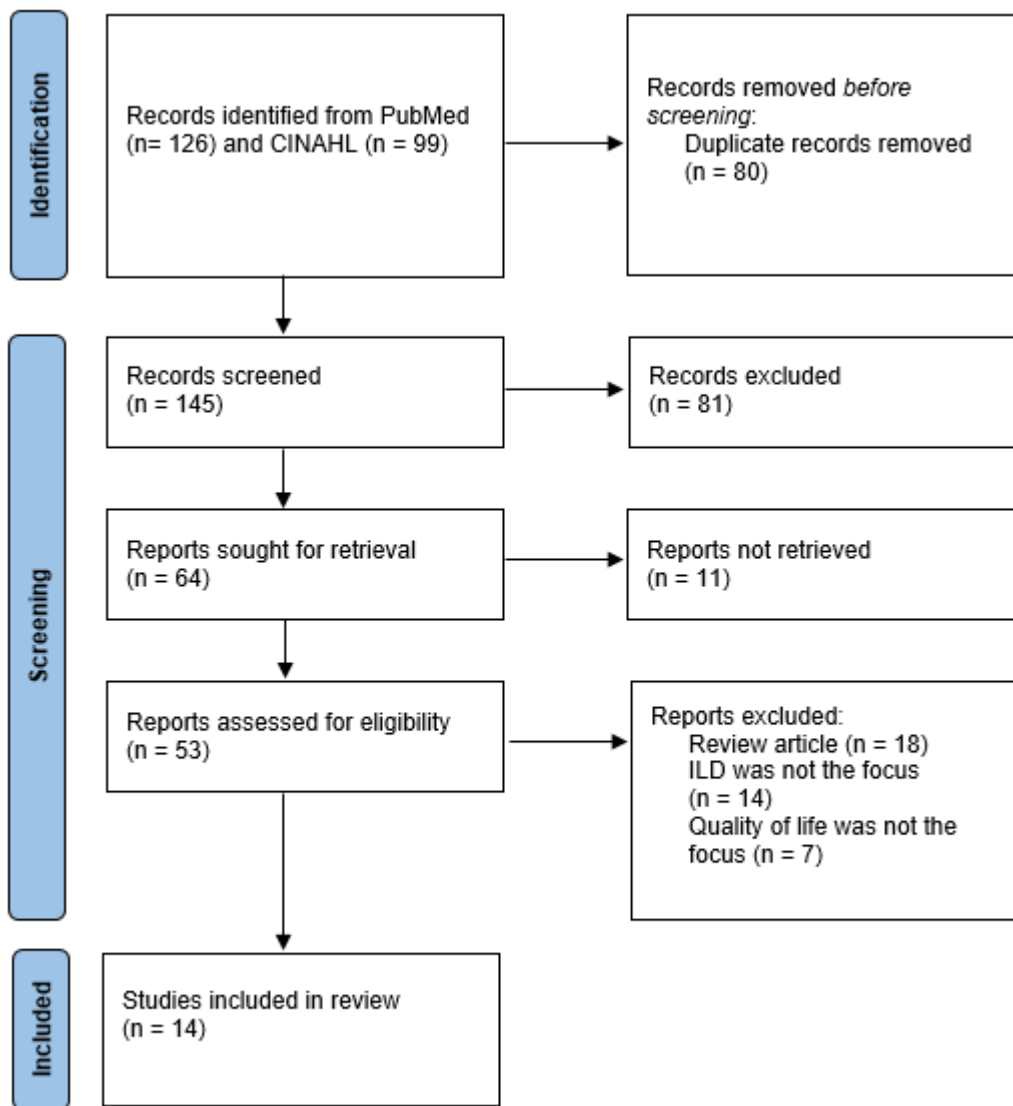 Identification
Records identified from PubMed
(n= 126) and CINAHL (n = 99)
Records removed before
screening:
Duplicate records removed
(n = 80)
Screening
Records screened
(n = 145)
Records excluded
(n = 81)
Reports sought for retrieval
(n = 64)
Reports not retrieved
(n = 11)
Reports assessed for eligibility
(n = 53)
Reports excluded:
Review article (n = 18)
ILD was not the focus
(n = 14)
Quality of life was not the
focus (n = 7)
Included
Studies included in review
(n = 14)